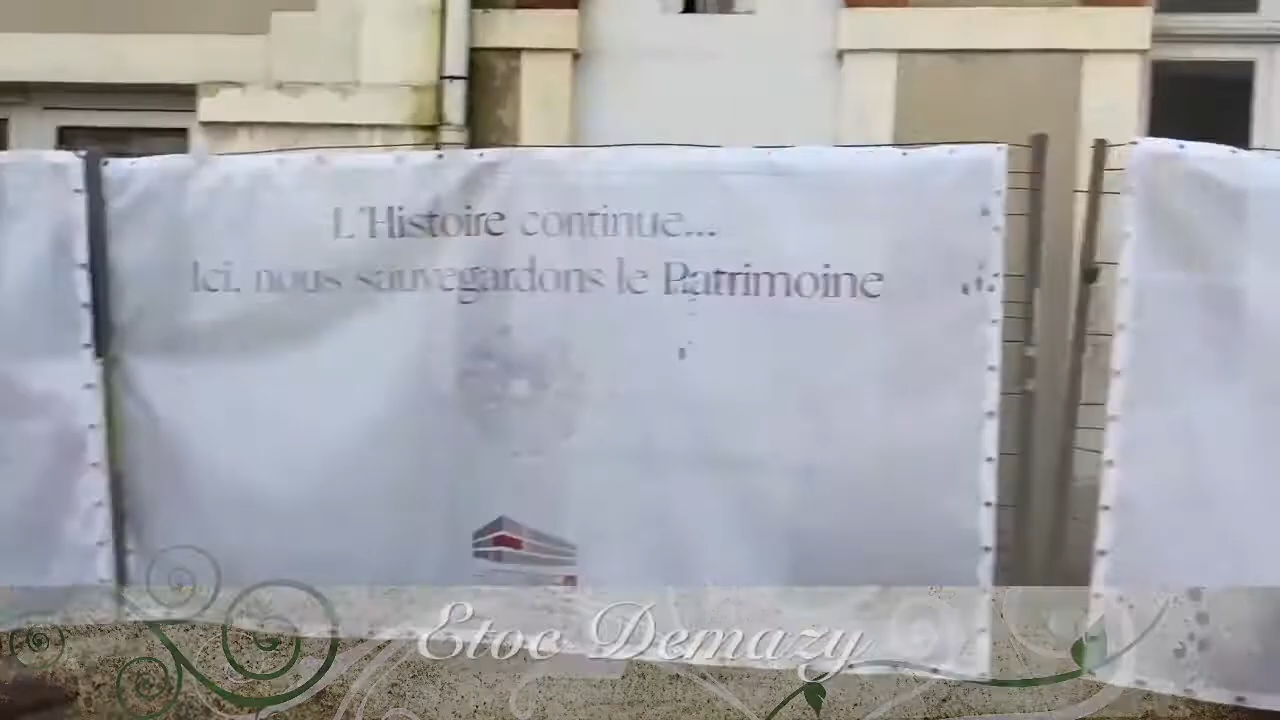 L'Histoire continue...
Ici, nous sauvegardons le Patrimoine
Etoc Demazy